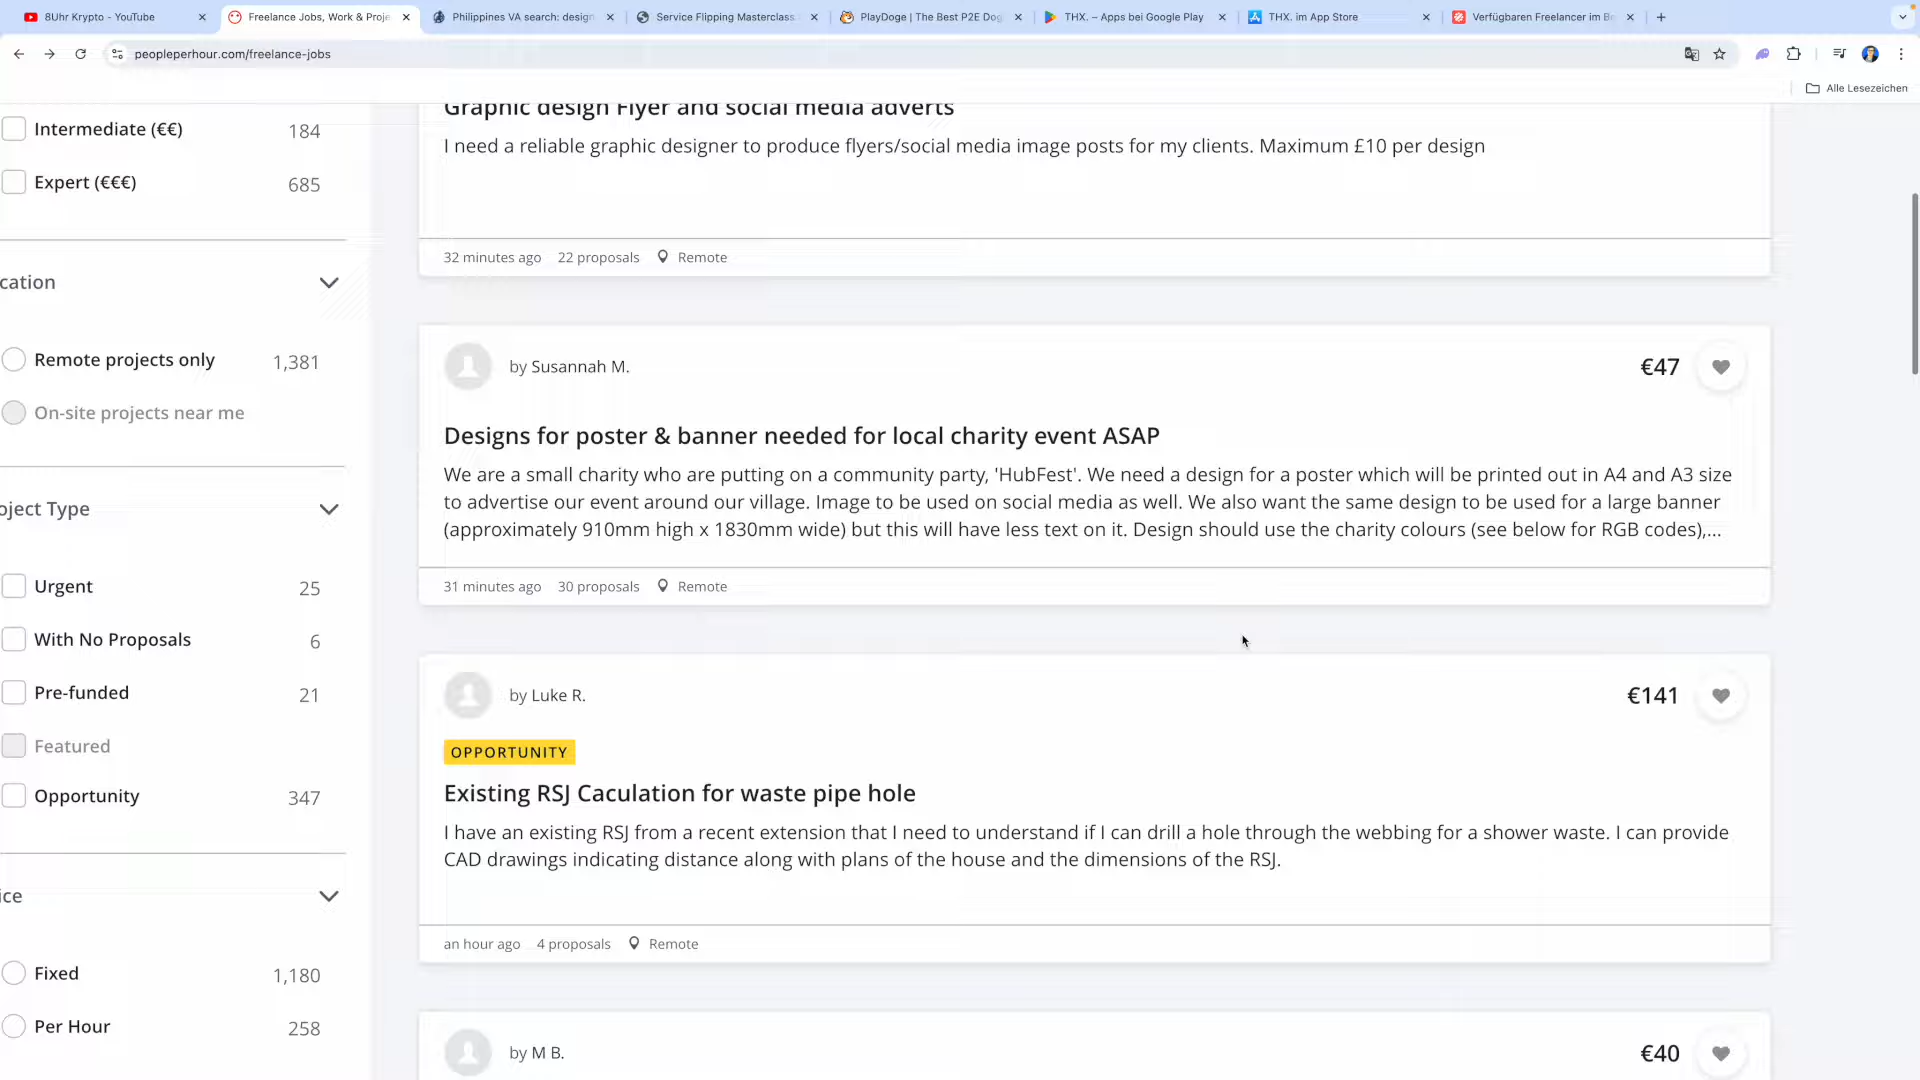 8Uhr Krypto - YouTube
Freelance Jobs, Work & Proje
Philippines VA search: design
Service Flipping Masterclass.
PlayDoge | The Best P2E Dog
THX. – Apps bei Google Play
THX. im App Store
Verfügbaren Freelancer im Be
peopleperhour.com/freelance-jobs
Alle Lesezeichen
Intermediate (€€) 184
Expert (€€€) 685
cation
Remote projects only 1,381
On-site projects near me
oject Type
Urgent 25
With No Proposals 6
Pre-funded 21
Featured
Opportunity 347
ice
Fixed 1,180
Per Hour 258
Graphic design Flyer and social media adverts
I need a reliable graphic designer to produce flyers/social media image posts for my clients. Maximum £10 per design
32 minutes ago 22 proposals Remote
by Susannah M. €47
Designs for poster & banner needed for local charity event ASAP
We are a small charity who are putting on a community party, 'HubFest'. We need a design for a poster which will be printed out in A4 and A3 size
to advertise our event around our village. Image to be used on social media as well. We also want the same design to be used for a large banner
(approximately 910mm high x 1830mm wide) but this will have less text on it. Design should use the charity colours (see below for RGB codes),...
31 minutes ago 30 proposals Remote
by Luke R. €141
OPPORTUNITY
Existing RSJ Caculation for waste pipe hole
I have an existing RSJ from a recent extension that I need to understand if I can drill a hole through the webbing for a shower waste. I can provide
CAD drawings indicating distance along with plans of the house and the dimensions of the RSJ.
an hour ago 4 proposals Remote
by M B. €40